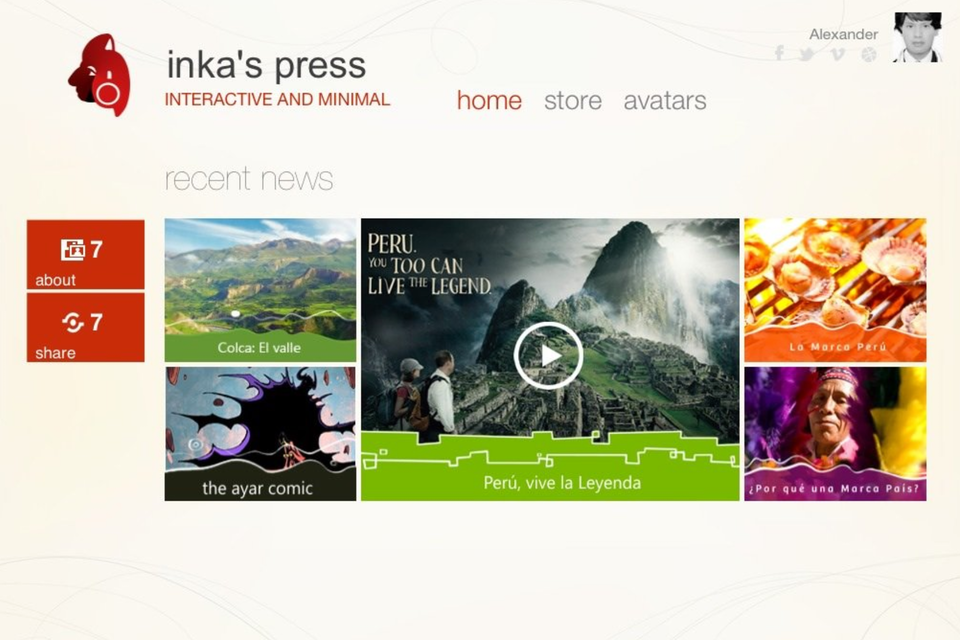 inka's press
INTERACTIVE AND MINIMAL
home store avatars
Alexander
recent news
7
about
7
share
Colca: El valle
the ayar comic
PERU.
YOU TOO CAN
LIVE THE LEGEND.
Perú, vive la Leyenda
La Marca Perú
¿Por qué una Marca País?